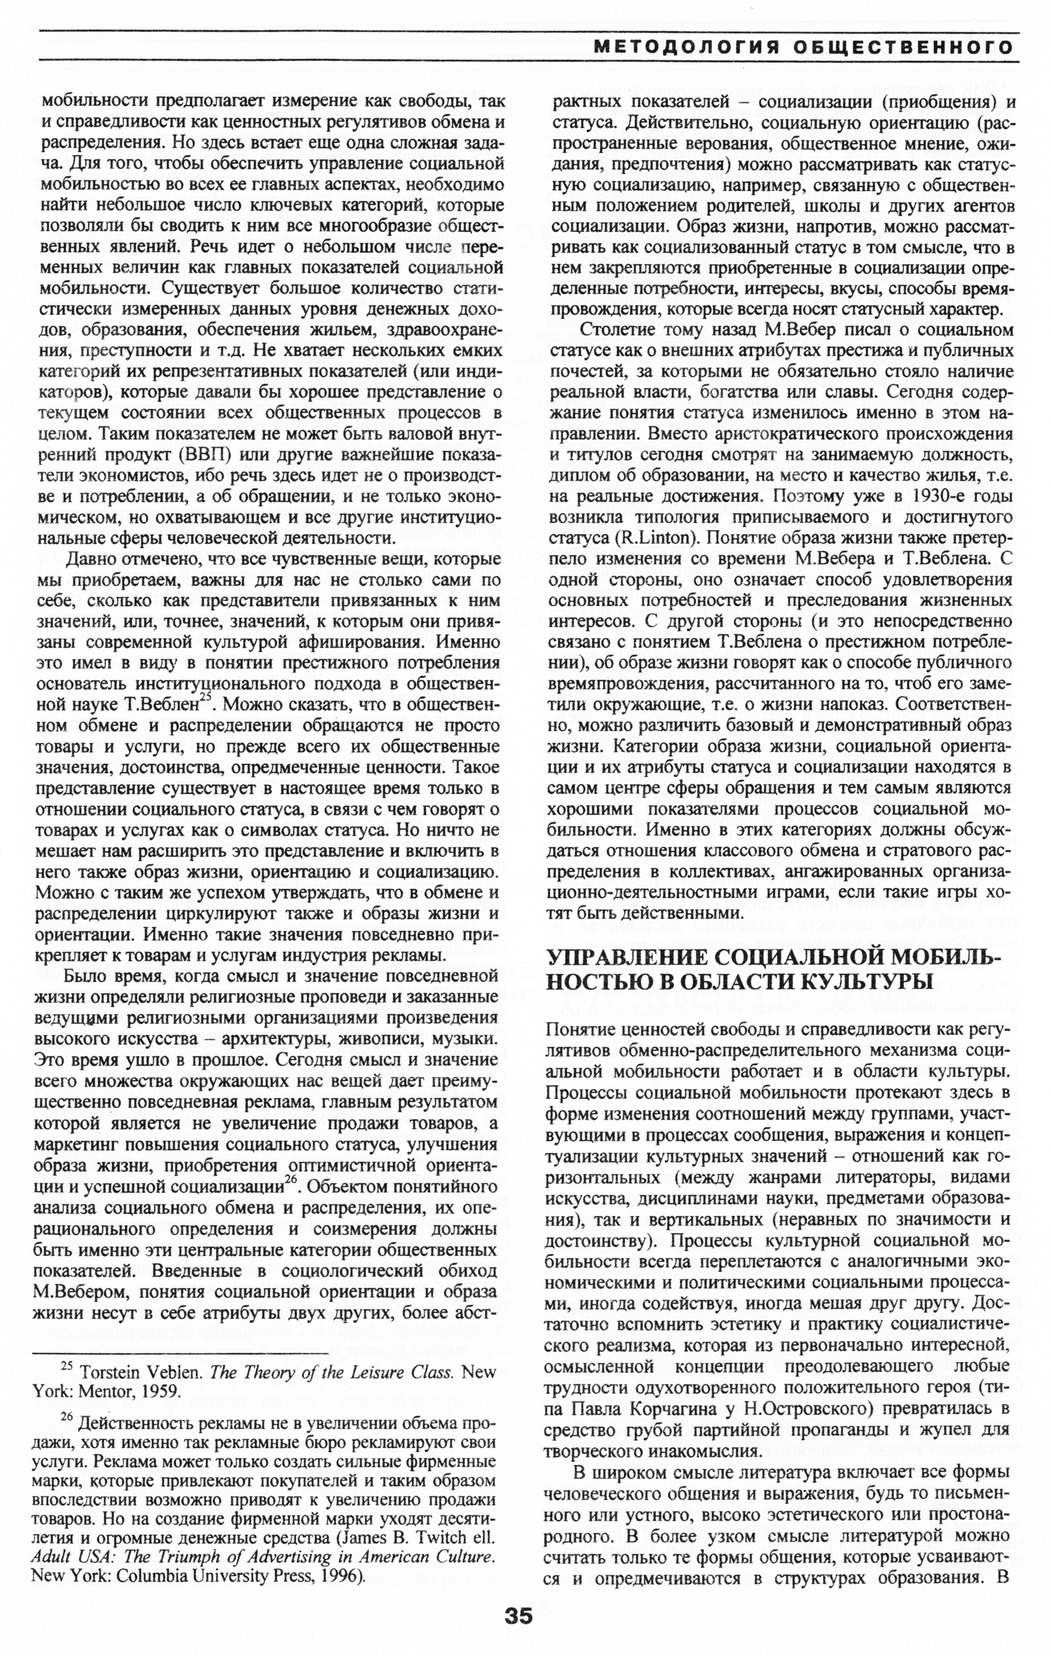 МЕТОДОЛОГИЯ ОБЩЕСТВЕННОГО
мобильности предполагает измерение как свободы, так
и справедливости как ценностных регулятивов обмена и
распределения. Но здесь встает еще одна сложная зада-
ча. Для того, чтобы обеспечить управление социальной
мобильностью во всех ее главных аспектах, необходимо
найти небольшое число ключевых категорий, которые
позволяли бы сводить к ним все многообразие общест-
венных явлений. Речь идет о небольшом числе пере-
менных величин как главных показателей социальной
мобильности. Существует большое количество стати-
стически измеренных данных уровня денежных дохо-
дов, образования, обеспечения жильем, здравоохране-
ния, преступности и т.д. Не хватает нескольких емких
категорий их репрезентативных показателей (или инди-
каторов), которые давали бы хорошее представление о
текущем состоянии всех общественных процессов в
целом. Таким показателем не может быть валовой внут-
ренний продукт (ВВП) или другие важнейшие показа-
тели экономистов, ибо речь здесь идет не о производст-
ве и потреблении, а об обращении, и не только эконо-
мическом, но охватывающем и все другие институцио-
нальные сферы человеческой деятельности.
Давно отмечено, что все чувственные вещи, которые
мы приобретаем, важны для нас не столько сами по
себе, сколько как представители привязанных к ним
значений, или, точнее, значений, к которым они привя-
заны современной культурой афиширования. Именно
это имел в виду в понятии престижного потребления
основатель институционального подхода в обществен-
ной науке Т.Веблен25. Можно сказать, что в обществен-
ном обмене и распределении обращаются не просто
товары и услуги, но прежде всего их общественные
значения, достоинства, опредмеченные ценности. Такое
представление существует в настоящее время только в
отношении социального статуса, в связи с чем говорят о
товарах и услугах как о символах статуса. Но ничто не
мешает нам расширить это представление и включить в
него также образ жизни, ориентацию и социализацию.
Можно с таким же успехом утверждать, что в обмене и
распределении циркулируют также и образы жизни и
ориентации. Именно такие значения повседневно при-
крепляет к товарам и услугам индустрия рекламы.
Было время, когда смысл и значение повседневной
жизни определяли религиозные проповеди и заказанные
ведущими религиозными организациями произведения
высокого искусства – архитектуры, живописи, музыки.
Это время ушло в прошлое. Сегодня смысл и значение
всего множества окружающих нас вещей дает преиму-
щественно повседневная реклама, главным результатом
которой является не увеличение продажи товаров, а
маркетинг повышения социального статуса, улучшения
образа жизни, приобретения оптимистичной ориента-
ции и успешной социализации26. Объектом понятийного
анализа социального обмена и распределения, их опе-
рационального определения и соизмерения должны
быть именно эти центральные категории общественных
показателей. Введенные в социологический обиход
М.Вебером, понятия социальной ориентации и образа
жизни несут в себе атрибуты двух других, более абст-
25 Torstein Veblen. The Theory of the Leisure Class. New
York: Mentor, 1959.
26 Действенность рекламы не в увеличении объема про-
дажи, хотя именно так рекламные бюро рекламируют свои
услуги. Реклама может только создать сильные фирменные
марки, которые привлекают покупателей и таким образом
впоследствии возможно приводят к увеличению продажи
товаров. Но на создание фирменной марки уходят десяти-
летия и огромные денежные средства (James B. Twitch ell.
Adult USA: The Triumph of Advertising in American Culture.
New York: Columbia University Press, 1996).
рактных показателей – социализации (приобщения) и
статуса. Действительно, социальную ориентацию (рас-
пространенные верования, общественное мнение, ожи-
дания, предпочтения) можно рассматривать как статус-
ную социализацию, например, связанную с обществен-
ным положением родителей, школы и других агентов
социализации. Образ жизни, напротив, можно рассмат-
ривать как социализованный статус в том смысле, что в
нем закрепляются приобретенные в социализации опре-
деленные потребности, интересы, вкусы, способы время-
провождения, которые всегда носят статусный характер.
Столетие тому назад М.Вебер писал о социальном
статусе как о внешних атрибутах престижа и публичных
почестей, за которыми не обязательно стояло наличие
реальной власти, богатства или славы. Сегодня содер-
жание понятия статуса изменилось именно в этом на-
правлении. Вместо аристократического происхождения
и титулов сегодня смотрят на занимаемую должность,
диплом об образовании, на место и качество жилья, т.е.
на реальные достижения. Поэтому уже в 1930-е годы
возникла типология приписываемого и достигнутого
статуса (R.Linton). Понятие образа жизни также претер-
пело изменения со времени М.Вебера и Т.Веблена. С
одной стороны, оно означает способ удовлетворения
основных потребностей и преследования жизненных
интересов. С другой стороны (и это непосредственно
связано с понятием Т.Веблена о престижном потребле-
нии), об образе жизни говорят как о способе публичного
времяпровождения, рассчитанного на то, чтоб его заме-
тили окружающие, т.е. о жизни напоказ. Соответствен-
но, можно различить базовый и демонстративный образ
жизни. Категории образа жизни, социальной ориента-
ции и их атрибуты статуса и социализации находятся в
самом центре сферы обращения и тем самым являются
хорошими показателями процессов социальной мо-
бильности. Именно в этих категориях должны обсуж-
даться отношения классового обмена и стратового рас-
пределения в коллективах, ангажированных организа-
ционно-деятельностными играми, если такие игры хо-
тят быть действенными.
УПРАВЛЕНИЕ СОЦИАЛЬНОЙ МОБИЛЬ-
НОСТЬЮ В ОБЛАСТИ КУЛЬТУРЫ
Понятие ценностей свободы и справедливости как регу-
лятивов обменно-распределительного механизма соци-
альной мобильности работает и в области культуры.
Процессы социальной мобильности протекают здесь в
форме изменения соотношений между группами, участ-
вующими в процессах сообщения, выражения и концеп-
туализации культурных значений – отношений как го-
ризонтальных (между жанрами литературы, видами
искусства, дисциплинами науки, предметами образова-
ния), так и вертикальных (неравных по значимости и
достоинству). Процессы культурной социальной мо-
бильности всегда переплетаются с аналогичными эко-
номическими и политическими социальными процесса-
ми, иногда содействуя, иногда мешая друг другу. Дос-
таточно вспомнить эстетику и практику социалистиче-
ского реализма, которая из первоначально интересной,
осмысленной концепции преодолевающего любые
трудности одухотворенного положительного героя (ти-
па Павла Корчагина у Н.Островского) превратилась в
средство грубой партийной пропаганды и жупел для
творческого инакомыслия.
В широком смысле литература включает все формы
человеческого общения и выражения, будь то письмен-
ного или устного, высоко эстетического или простона-
родного. В более узком смысле литературой можно
считать только те формы общения, которые усваивают-
ся и опредмечиваются в структурах образования. В
35